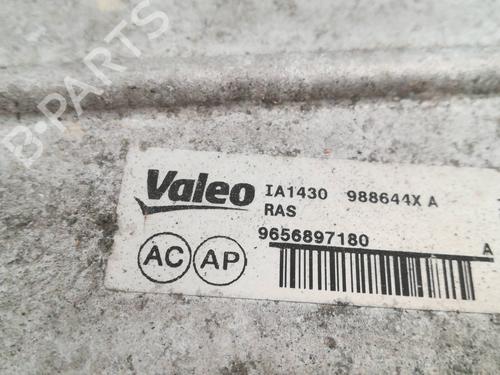 B-PARTS
Valeo IA1430 988644X A
RAS
9656897180 A
AC AP